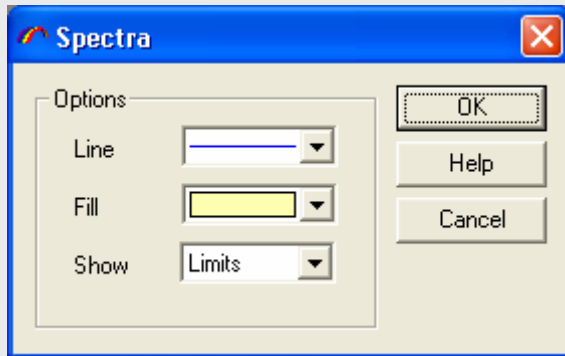 Spectra
Options
Line
Fill
Show
Limits
OK
Help
Cancel